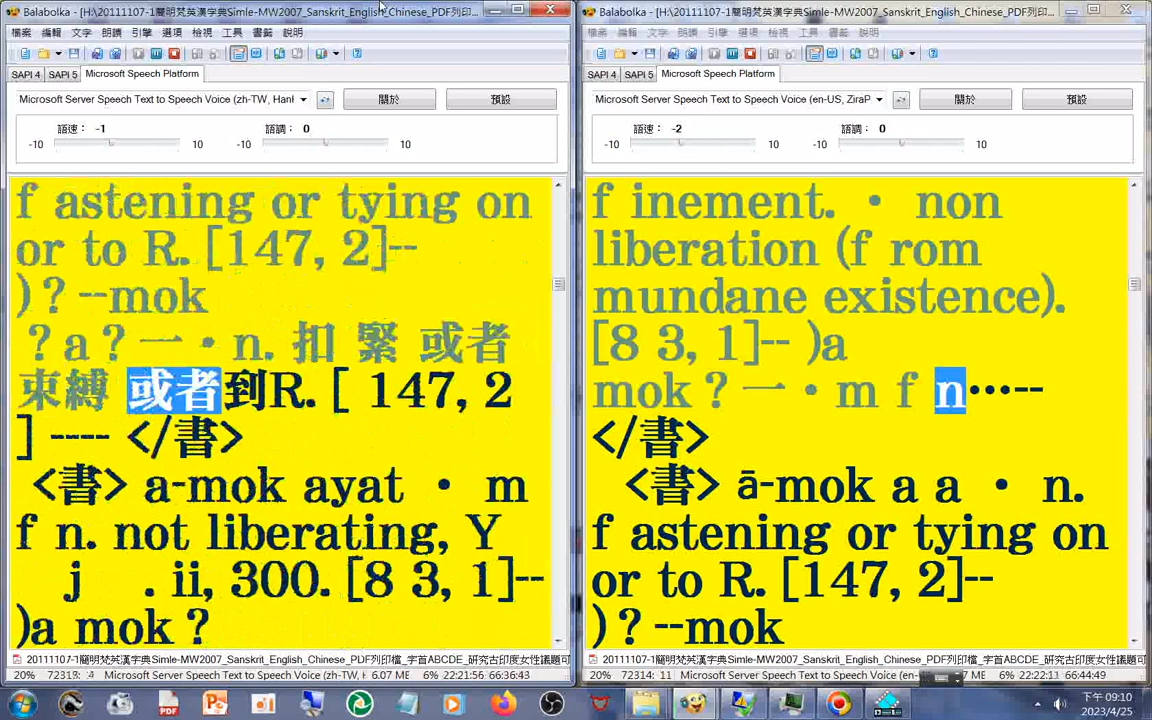 Balabolka - [H:\20111107-1簡明梵英漢字典Simle-MW2007_Sanskrit_English_Chinese_PDF列印...
檔案 編輯 文字 朗讀 引擎 選項 檢視 工具 書籤 說明
SAPI 4 SAPI 5 Microsoft Speech Platform
Microsoft Server Speech Text to Speech Voice (zh-TW, Hanl
關於 預設
語速： -1 語調： 0
-10 10 -10 10
f astening or tying on
or to R. [147, 2]--
)？--mok
？a？一・n. 扣 緊 或者
束縛 或者到R. [ 147, 2
] ---- </書>
<書> a-mok ayat ・ m
f n. not liberating, Y
j . ii, 300. [8 3, 1]--
)a mok？
20111107-1簡明梵英漢字典Simle-MW2007_Sanskrit_English_Chinese_PDF列印檔_字首ABCDE_研究古印度女性議題可
20% 72313: 4 Microsoft Server Speech Text to Speech Voice (zh-TW, H 6.07 ME 6% 22:21:56 66:36:43
Balabolka - [H:\20111107-1簡明梵英漢字典Simle-MW2007_Sanskrit_English_Chinese_PDF列印...
檔案 編輯 文字 朗讀 引擎 選項 檢視 工具 書籤 說明
SAPI 4 SAPI 5 Microsoft Speech Platform
Microsoft Server Speech Text to Speech Voice (en-US, ZiraP
關於 預設
語速： -2 語調： 0
-10 10 -10 10
f inement. ・ non
liberation (f rom
mundane existence).
[8 3, 1]-- )a
mok？一・m f n…--
</書>
<書> ā-mok a a ・ n.
f astening or tying on
or to R. [147, 2]--
)？--mok
20111107-1簡明梵英漢字典Simle-MW2007_Sanskrit_English_Chinese_PDF列印檔_字首ABCDE_研究古印度女性議題可
20% 72314: 11 Microsoft Server Speech Text to Speech Voice (en-US 6% 22:22:11 66:44:49
下午 09:10
2023/4/25